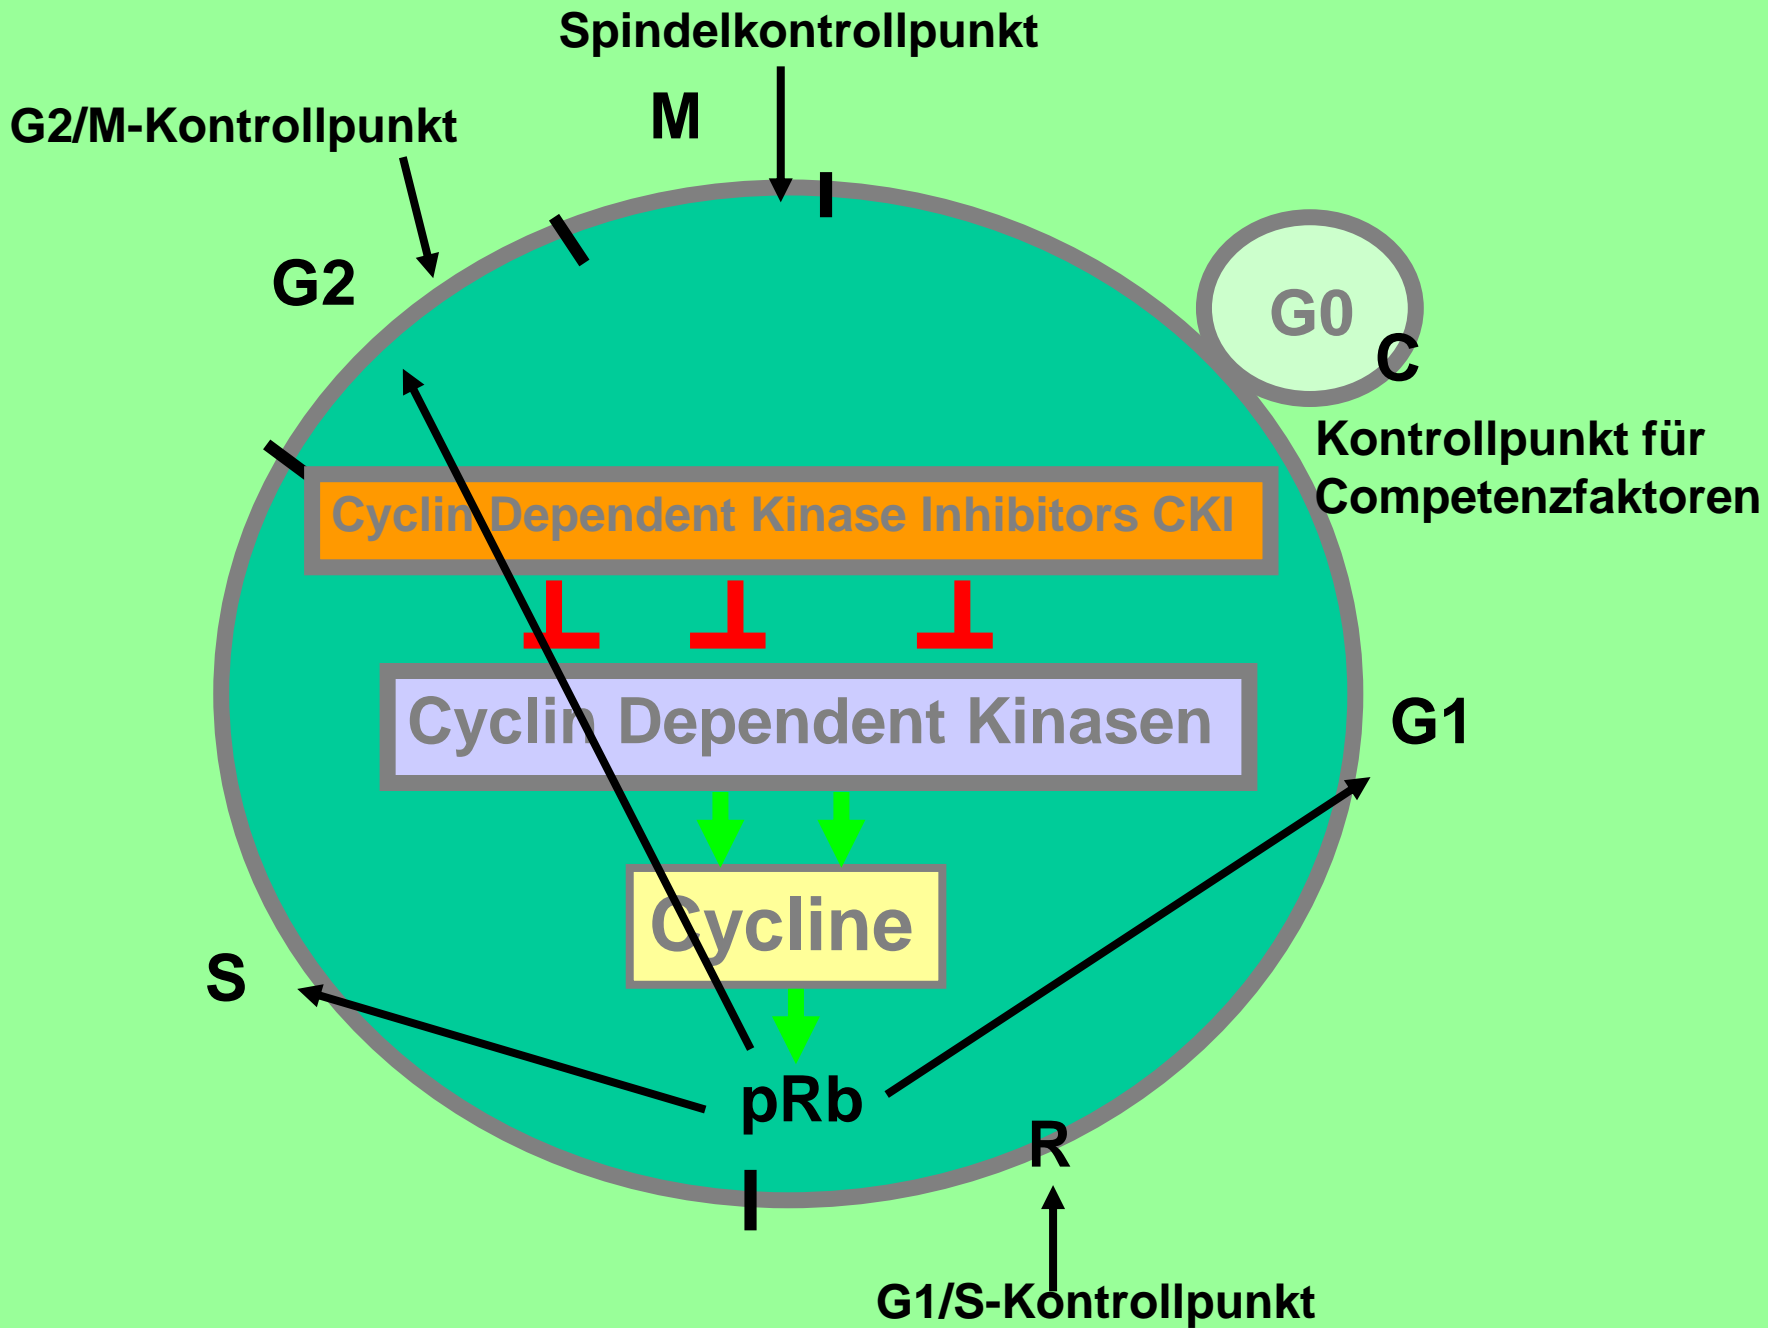 Spindelkontrollpunkt
M
G2/M-Kontrollpunkt
G2
G0
C
Kontrollpunkt für
Competenzfaktoren
Cyclin Dependent Kinase Inhibitors CKI
Cyclin Dependent Kinasen
G1
Cycline
S
pRb
R
G1/S-Kontrollpunkt